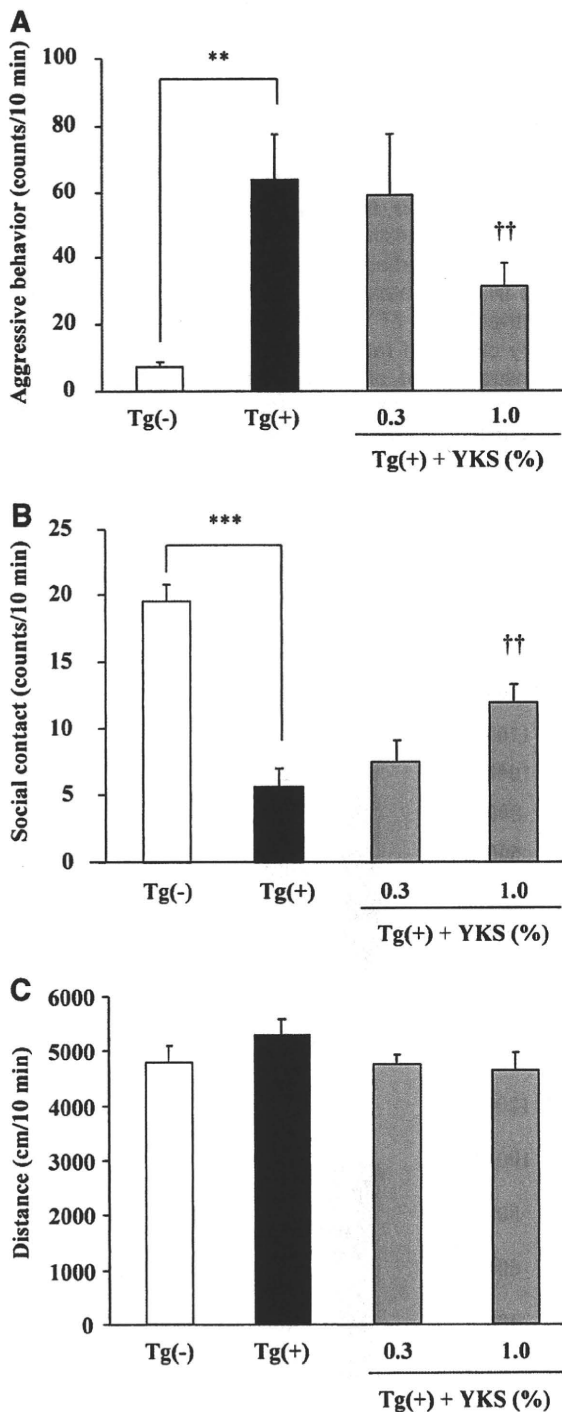 A
Aggressive behavior (counts/10 min)
100
80
60
40
20
0
**
††
Tg(-) Tg(+) 0.3 1.0
Tg(+) + YKS (%)
B
Social contact (counts/10 min)
25
20
15
10
5
0
***
††
Tg(-) Tg(+) 0.3 1.0
Tg(+) + YKS (%)
C
Distance (cm/10 min)
6000
5000
4000
3000
2000
1000
0
Tg(-) Tg(+) 0.3 1.0
Tg(+) + YKS (%)